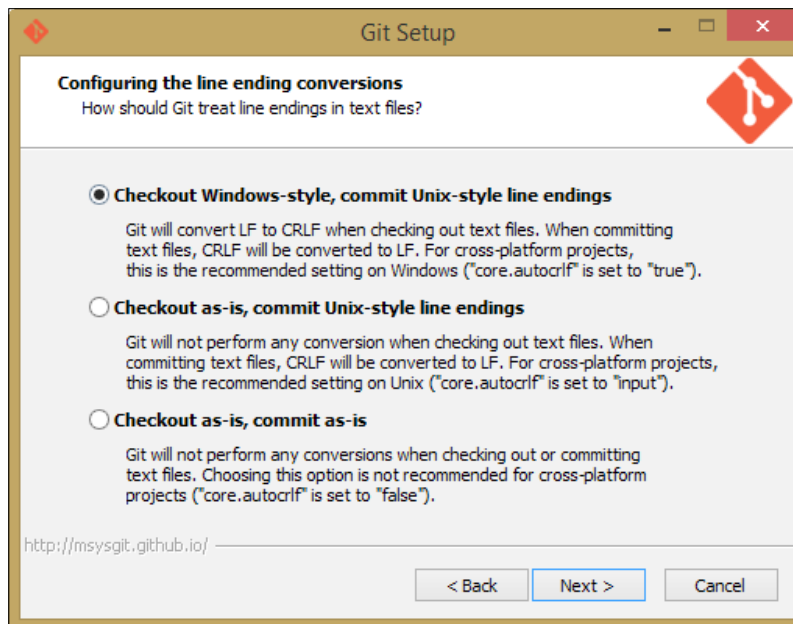 Git Setup
Configuring the line ending conversions
How should Git treat line endings in text files?
Checkout Windows-style, commit Unix-style line endings
Git will convert LF to CRLF when checking out text files. When committing
text files, CRLF will be converted to LF. For cross-platform projects,
this is the recommended setting on Windows ("core.autocrlf" is set to "true").
Checkout as-is, commit Unix-style line endings
Git will not perform any conversion when checking out text files. When
committing text files, CRLF will be converted to LF. For cross-platform projects,
this is the recommended setting on Unix ("core.autocrlf" is set to "input").
Checkout as-is, commit as-is
Git will not perform any conversions when checking out or committing
text files. Choosing this option is not recommended for cross-platform
projects ("core.autocrlf" is set to "false").
http://msysgit.github.io/
< Back Next > Cancel